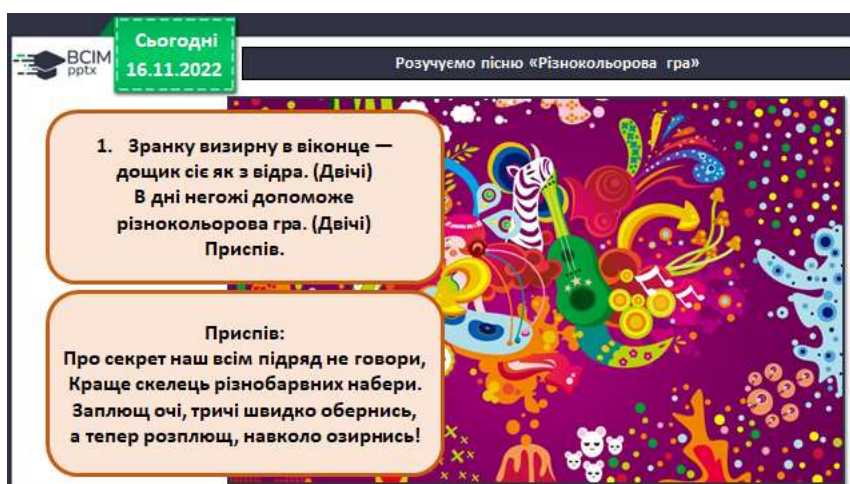 Сьогодні
16.11.2022
ВСІМ
pptx
Розучуємо пісню «Різнокольорова гра»
1. Зранку визирну в віконце —
дощик сіє як з відра. (Двічі)
В дні негожі допоможе
різнокольорова гра. (Двічі)
Приспів.
Приспів:
Про секрет наш всім підряд не говори,
Краще скелець різнобарвних набери.
Заплющ очі, тричі швидко обернись,
а тепер розплющ, навколо озирнись!